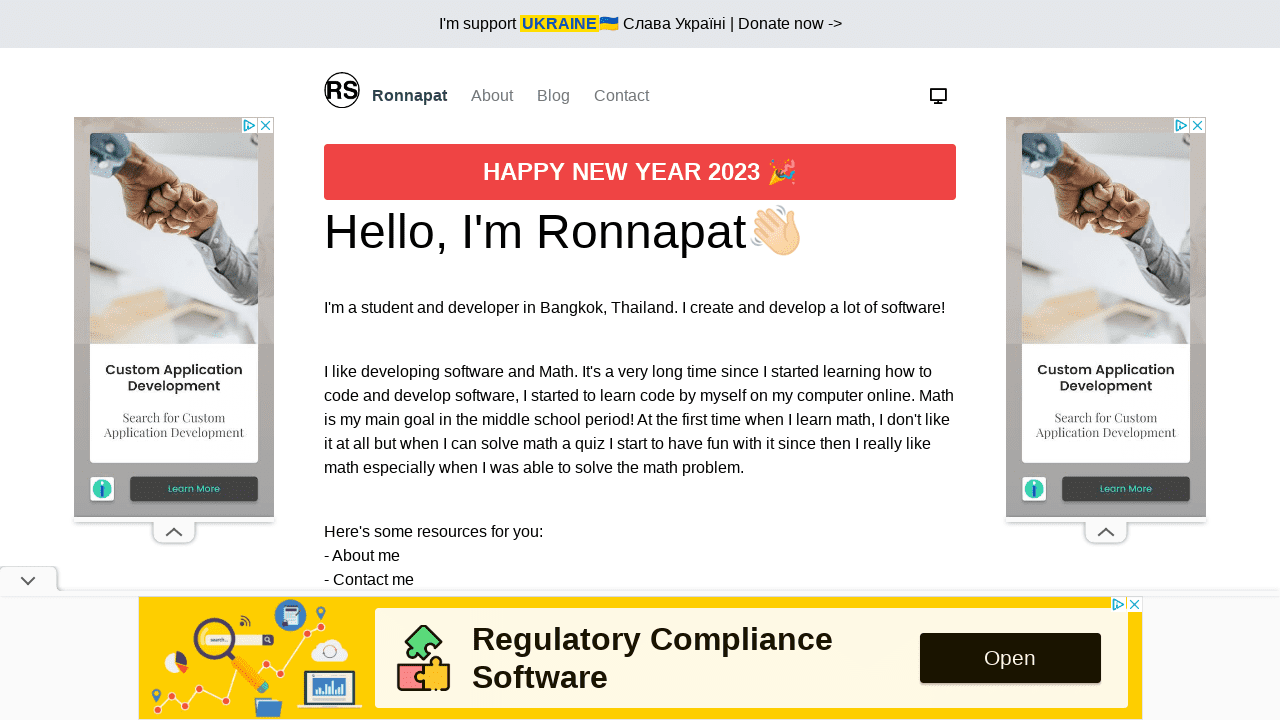 I'm support UKRAINE🇺🇦 Слава Україні | Donate now ->
RS Ronnapat About Blog Contact
HAPPY NEW YEAR 2023 🎉
Hello, I'm Ronnapat👋🏻
I'm a student and developer in Bangkok, Thailand. I create and develop a lot of software!
I like developing software and Math. It's a very long time since I started learning how to
code and develop software, I started to learn code by myself on my computer online. Math
is my main goal in the middle school period! At the first time when I learn math, I don't like
it at all but when I can solve math a quiz I start to have fun with it since then I really like
math especially when I was able to solve the math problem.
Here's some resources for you:
- About me
- Contact me
Custom Application
Development
Search for Custom
Application Development
Learn More
Custom Application
Development
Search for Custom
Application Development
Learn More
search...
Regulatory Compliance
Software
Open